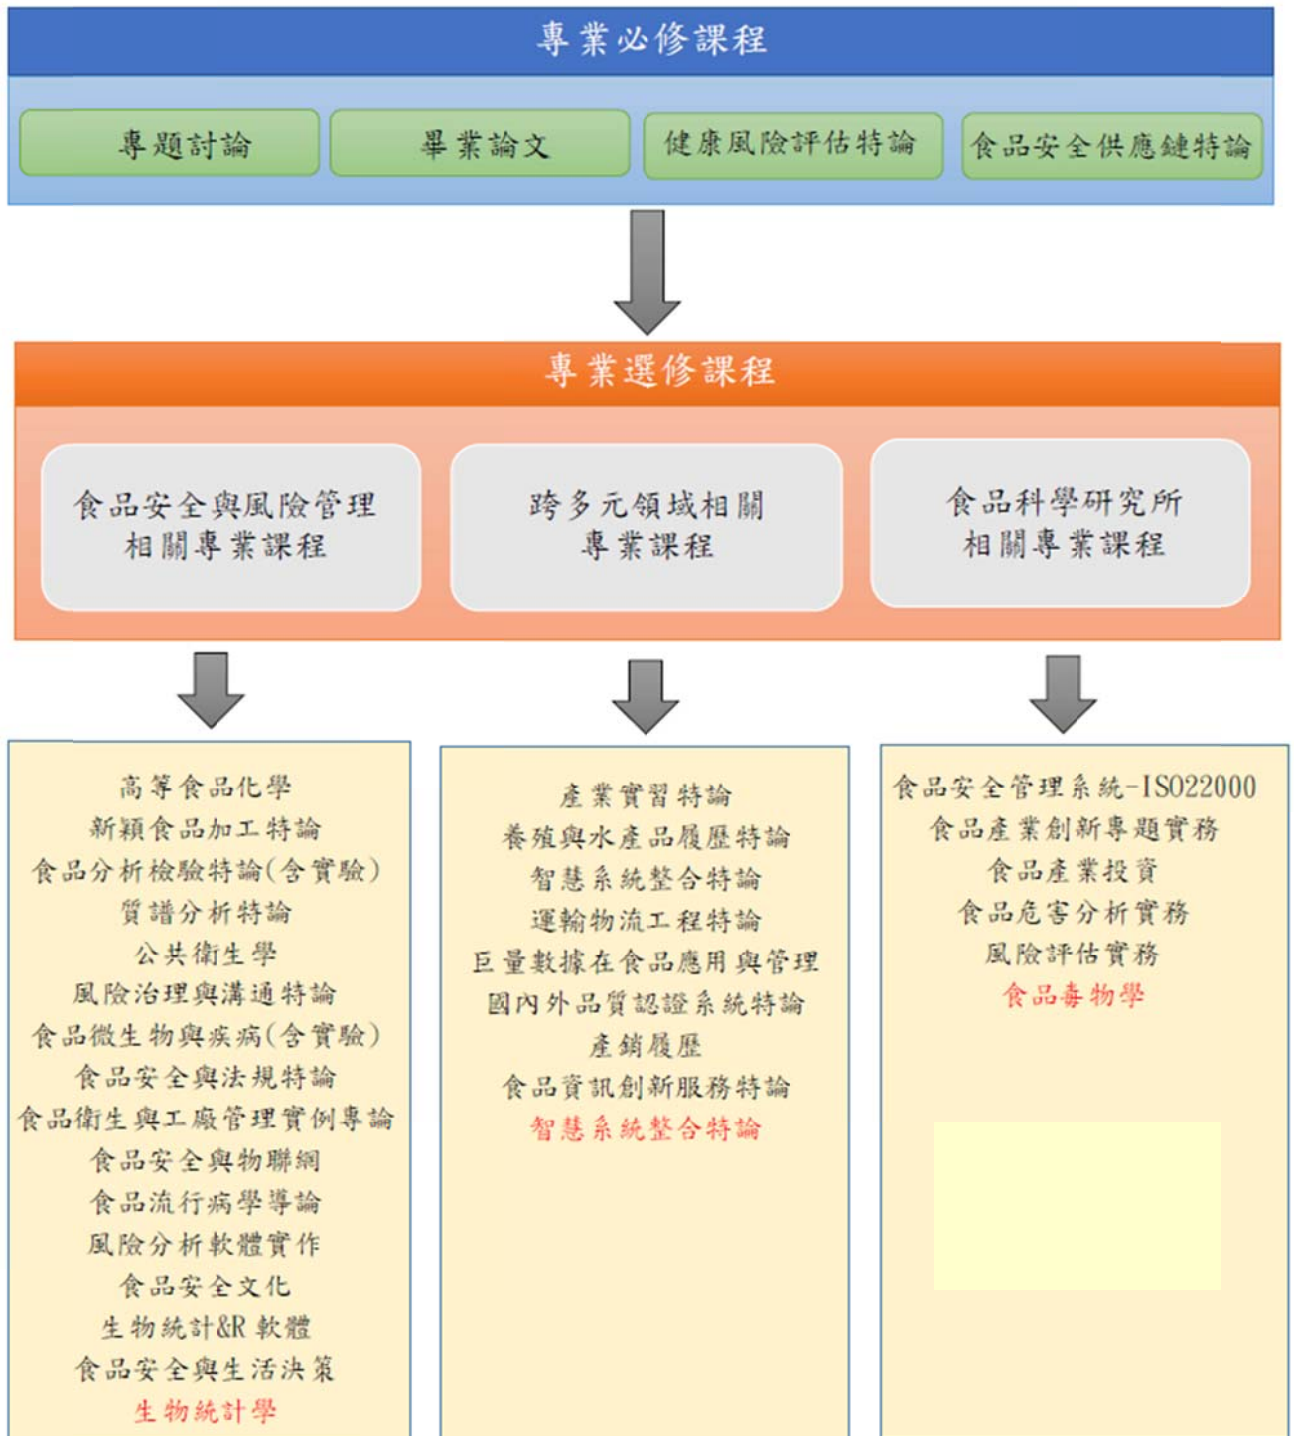 專業必修課程
專題討論
畢業論文
健康風險評估特論
食品安全供應鏈特論
專業選修課程
食品安全與風險管理
相關專業課程
跨多元領域相關
專業課程
食品科學研究所
相關專業課程
高等食品化學
新穎食品加工特論
食品分析檢驗特論(含實驗)
質譜分析特論
公共衛生學
風險治理與溝通特論
食品微生物與疾病(含實驗)
食品安全與法規特論
食品衛生與工廠管理實例專論
食品安全與物聯網
食品流行病學導論
風險分析軟體實作
食品安全文化
生物統計&R 軟體
食品安全與生活決策
生物統計學
產業實習特論
養殖與水產品履歷特論
智慧系統整合特論
運輸物流工程特論
巨量數據在食品應用與管理
國內外品質認證系統特論
產銷履歷
食品資訊創新服務特論
智慧系統整合特論
食品安全管理系統-ISO22000
食品產業創新專題實務
食品產業投資
食品危害分析實務
風險評估實務
食品毒物學